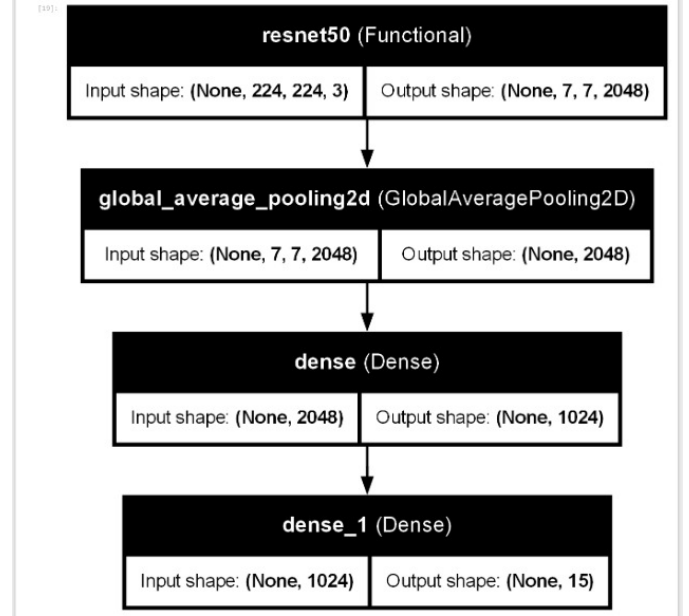 [19]:
resnet50 (Functional)
Input shape: (None, 224, 224, 3) Output shape: (None, 7, 7, 2048)
global_average_pooling2d (GlobalAveragePooling2D)
Input shape: (None, 7, 7, 2048) Output shape: (None, 2048)
dense (Dense)
Input shape: (None, 2048) Output shape: (None, 1024)
dense_1 (Dense)
Input shape: (None, 1024) Output shape: (None, 15)